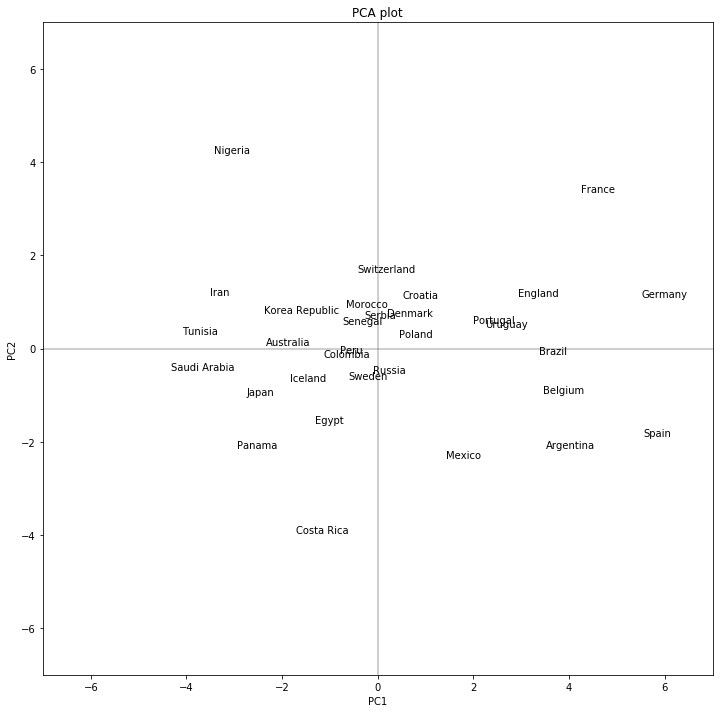 PCA plot
6
Nigeria
4
France
2
Switzerland
Iran
Croatia
England
Germany
Korea Republic
Morocco
Serbia
Denmark
Senegal
Portugal
Uruguay
Tunisia
Poland
Australia
PC2
0
Peru
Colombia
Brazil
Saudi Arabia
Russia
Iceland
Sweden
Japan
Belgium
Egypt
−2
Panama
Spain
Argentina
Mexico
Costa Rica
−4
−6
−6
−4
−2
0
2
4
6
PC1